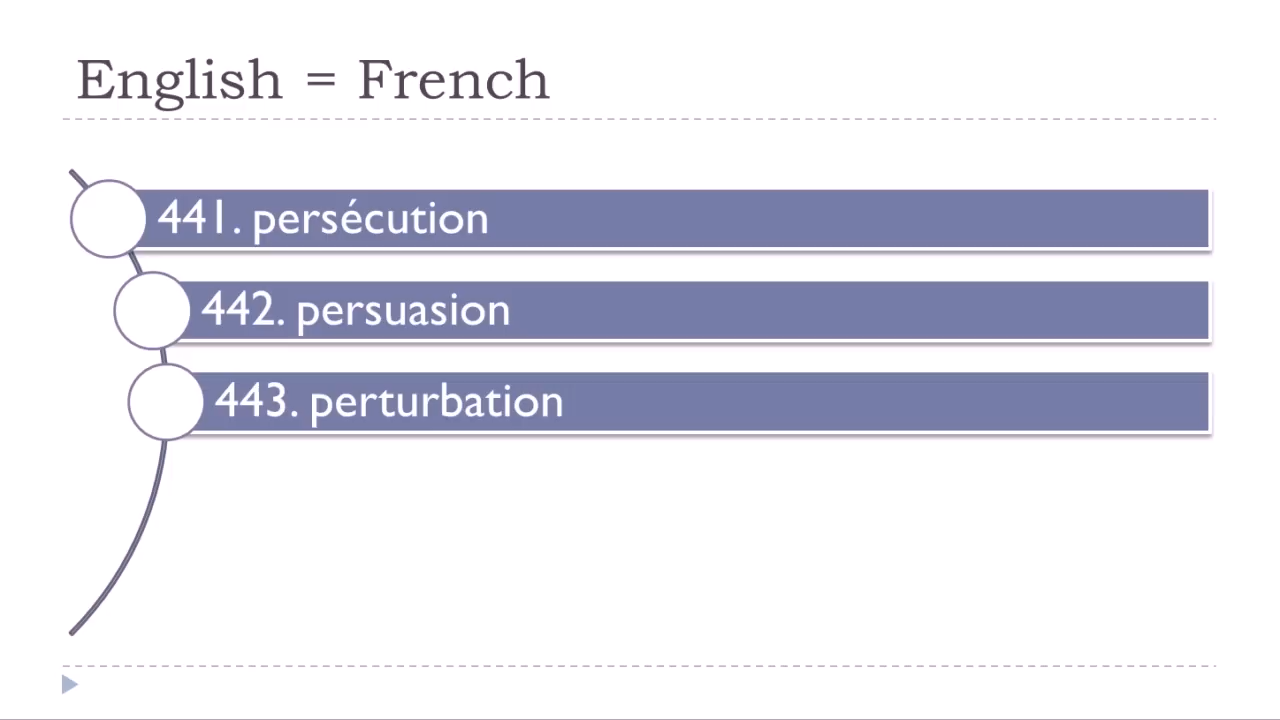 English = French
441. persécution
442. persuasion
443. perturbation